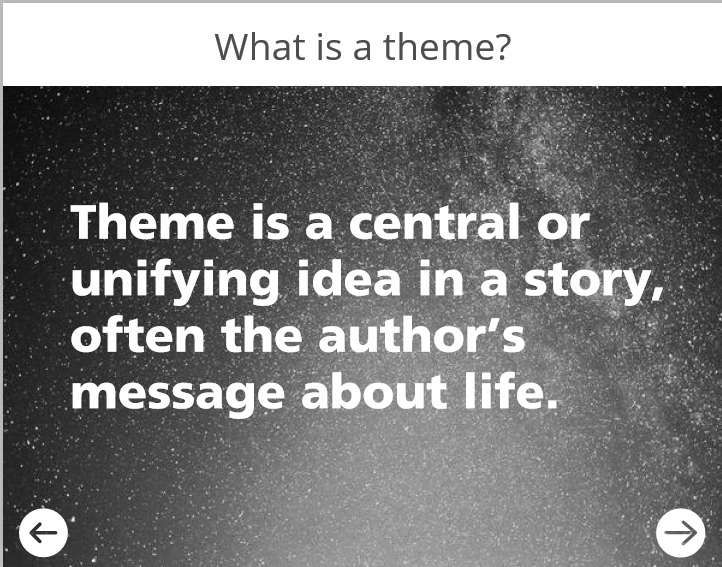 What is a theme?
Theme is a central or
unifying idea in a story,
often the author’s
message about life.